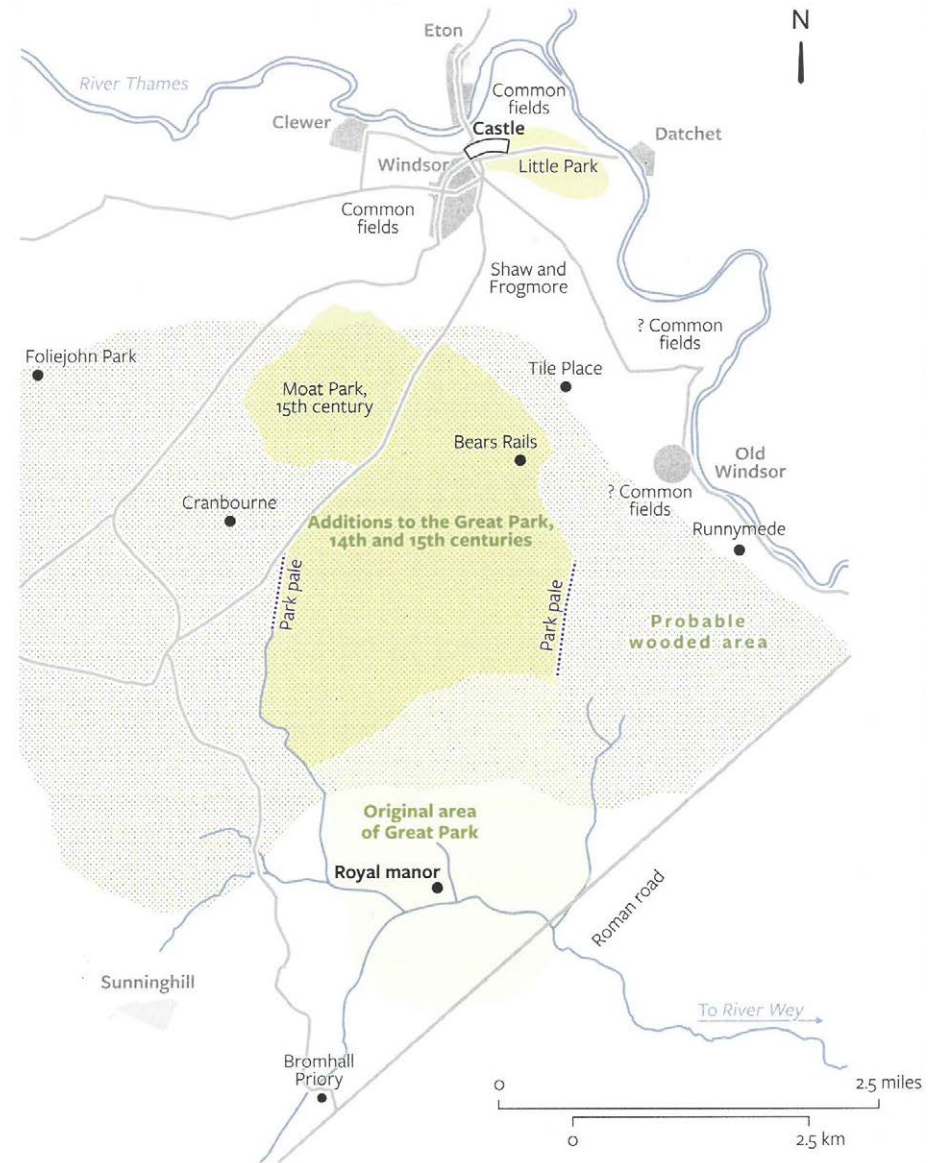 N
Eton
River Thames
Common
fields
Clewer
Castle
Datchet
Windsor
Little Park
Common
fields
Shaw and
Frogmore
? Common
fields
Foliejohn Park
Tile Place
Moat Park,
15th century
Bears Rails
Old
Windsor
? Common
fields
Cranbourne
Additions to the Great Park,
14th and 15th centuries
Runnymede
Park pale
Park pale
Probable
wooded area
Original area
of Great Park
Royal manor
Roman road
Sunninghill
To River Wey
Bromhall
Priory
0
2.5 miles
0
2.5 km